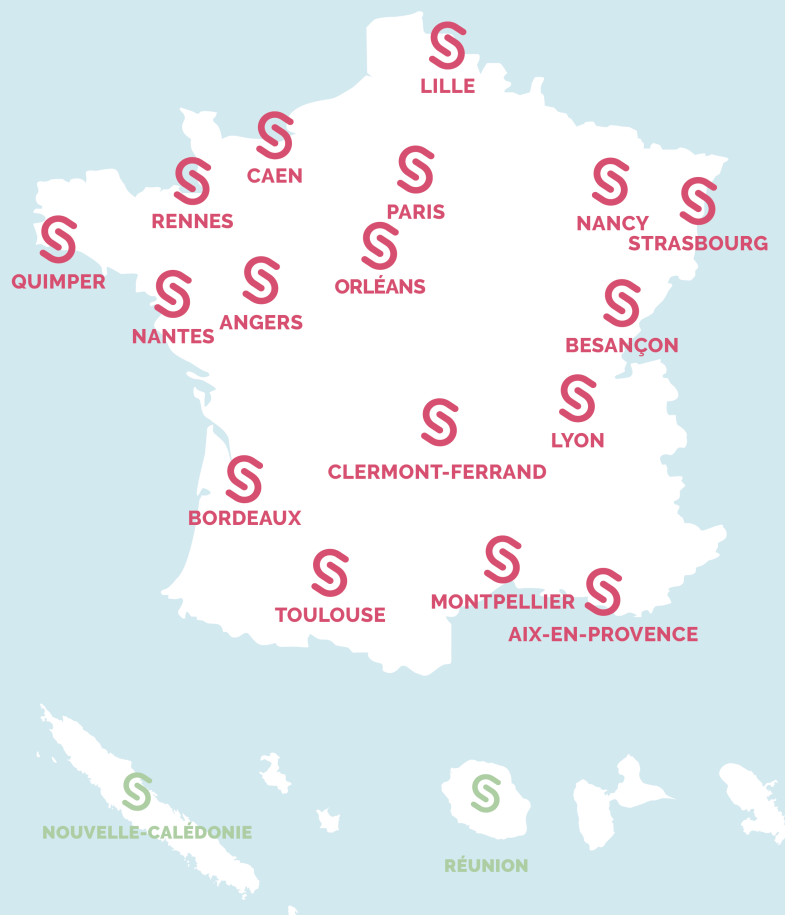 LILLE
CAEN
PARIS
RENNES
NANCY
STRASBOURG
QUIMPER
ORLÉANS
ANGERS
NANTES
BESANÇON
LYON
CLERMONT-FERRAND
BORDEAUX
MONTPELLIER
TOULOUSE
AIX-EN-PROVENCE
NOUVELLE-CALÉDONIE
RÉUNION